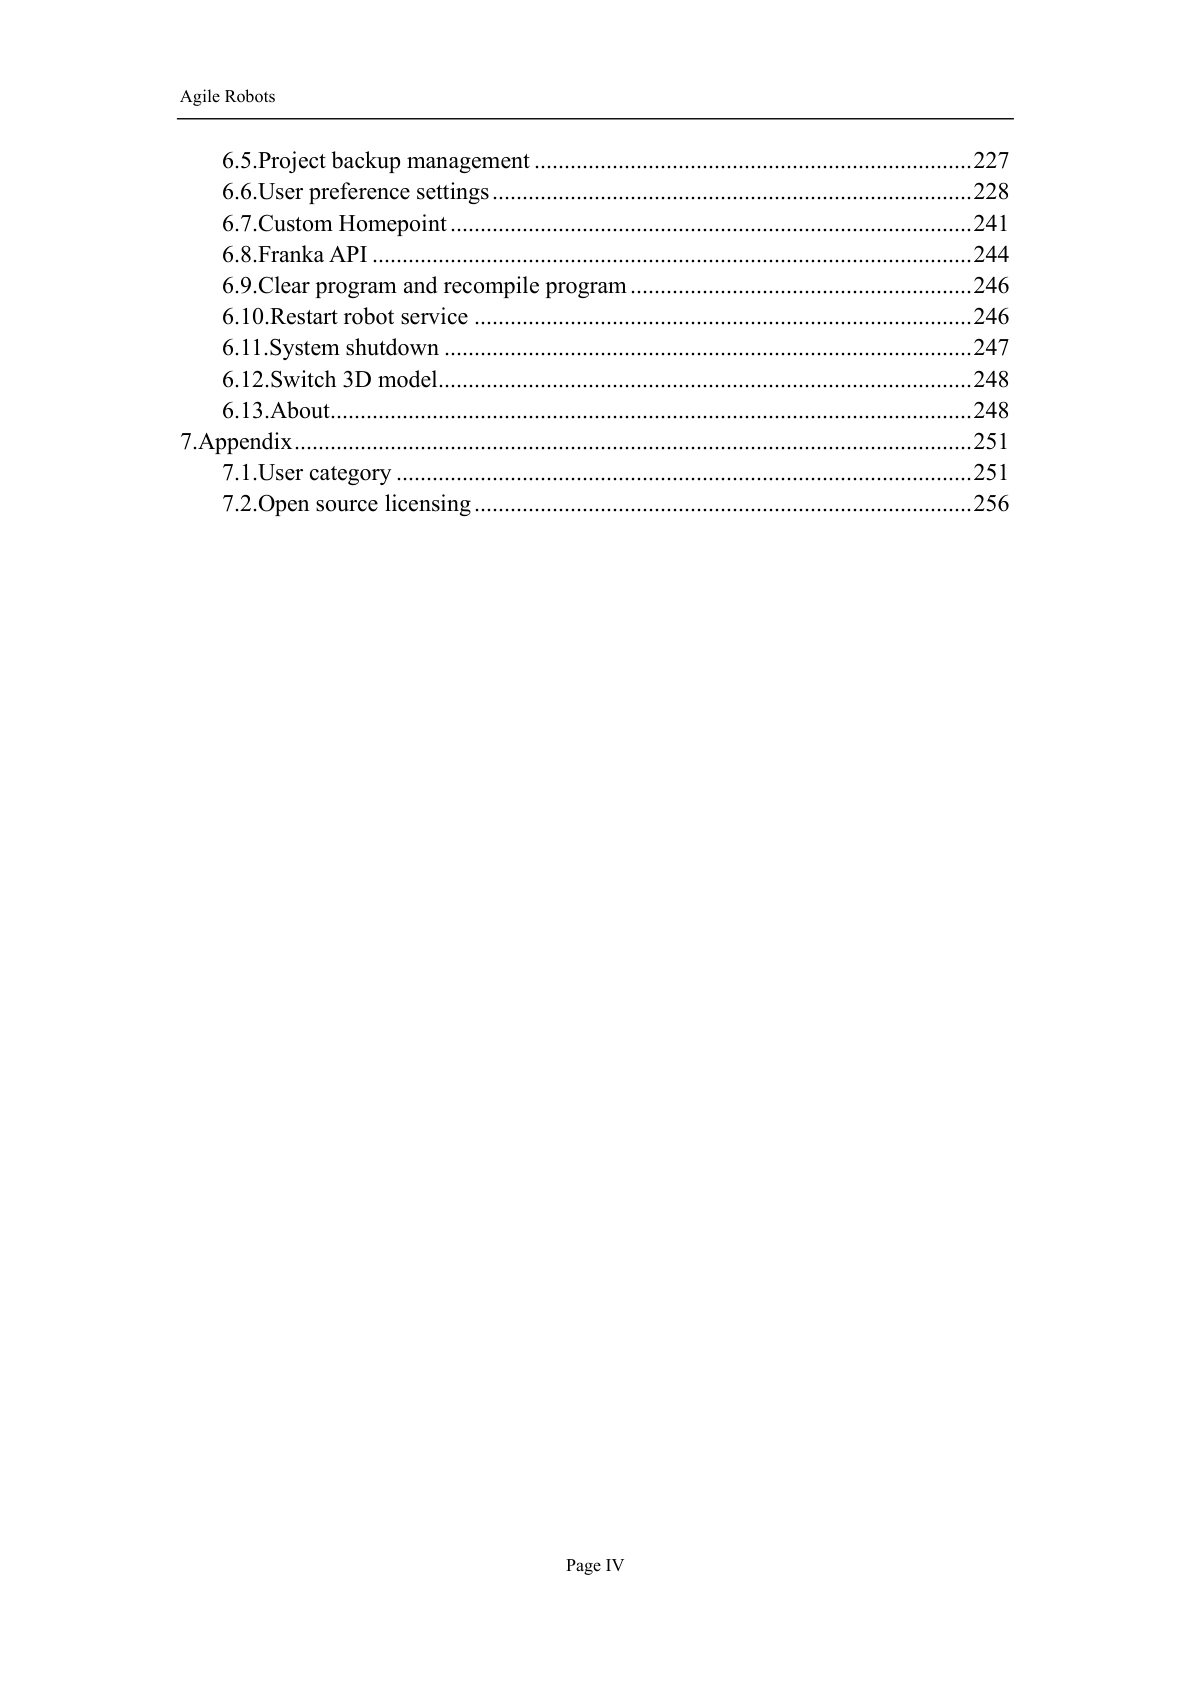 Agile Robots
6.5.Project backup management .........................................................................227
6.6.User preference settings................................................................................228
6.7.Custom Homepoint.......................................................................................241
6.8.Franka API ....................................................................................................244
6.9.Clear program and recompile program.........................................................246
6.10.Restart robot service ...................................................................................246
6.11.System shutdown ........................................................................................247
6.12.Switch 3D model.........................................................................................248
6.13.About...........................................................................................................248
7.Appendix.................................................................................................................251
7.1.User category ................................................................................................251
7.2.Open source licensing...................................................................................256
Page IV